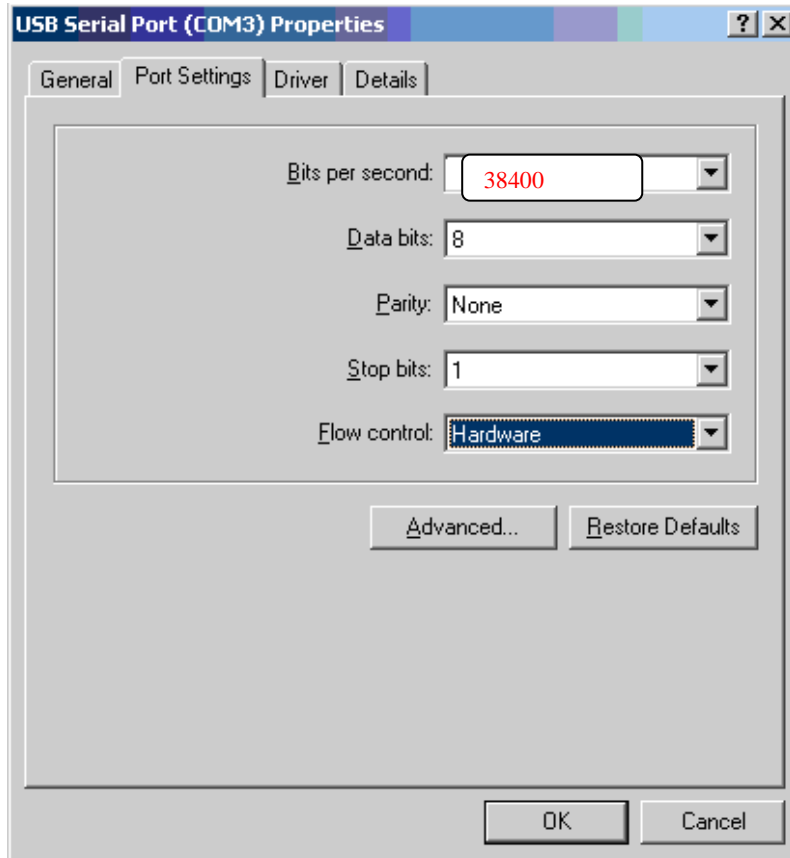 USB Serial Port (COM3) Properties
General Port Settings Driver Details
Bits per second: 38400
Data bits: 8
Parity: None
Stop bits: 1
Flow control: Hardware
Advanced... Restore Defaults
OK Cancel